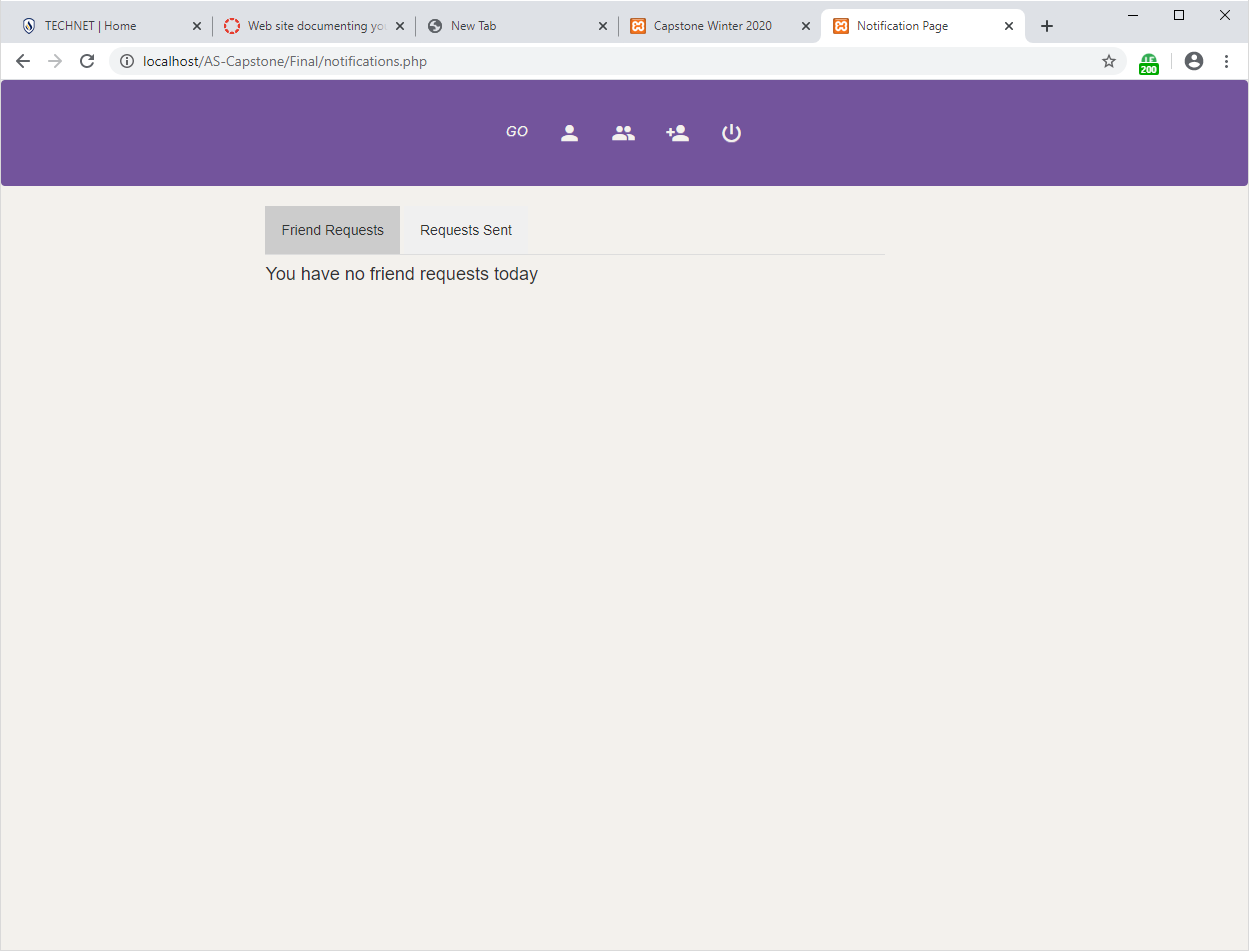 TECHNET | Home
Web site documenting you
New Tab
Capstone Winter 2020
Notification Page
localhost/AS-Capstone/Final/notifications.php
200
GO
Friend Requests
Requests Sent
You have no friend requests today